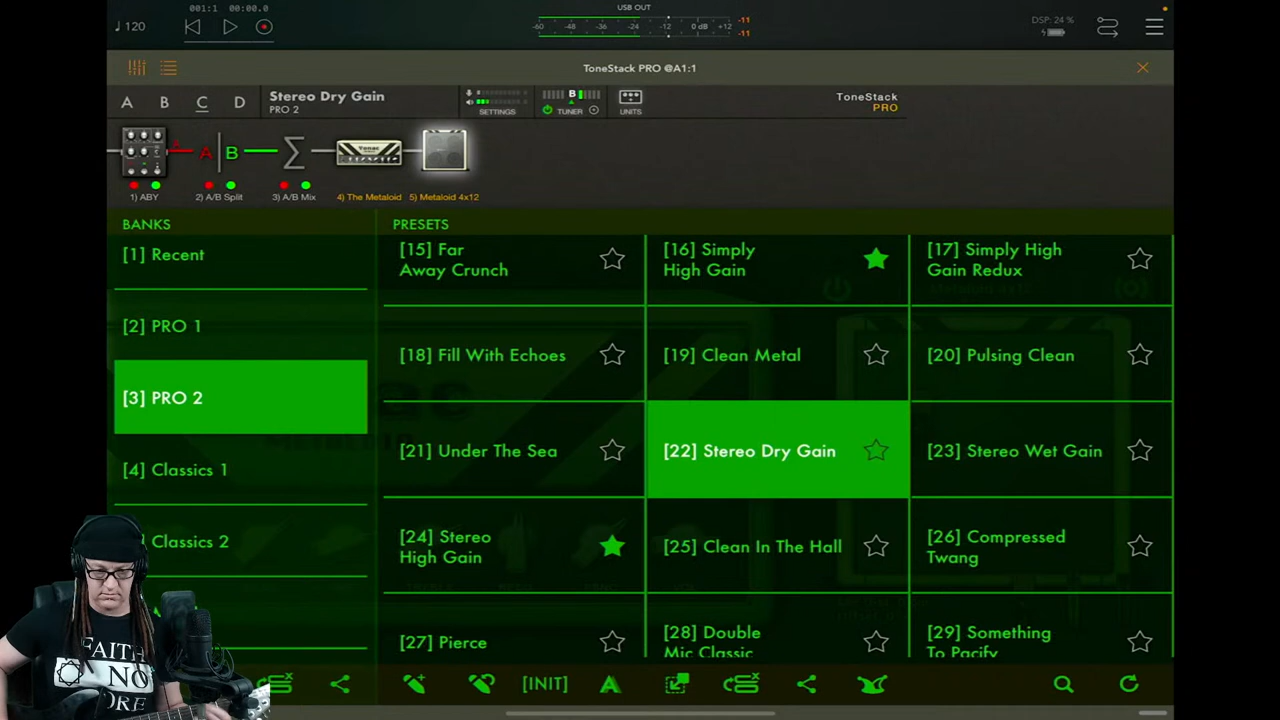 001:1 00:00.0
USB OUT
♩ 120
-60 -48 -36 -24 -12 0 dB +12
-11
-11
DSP: 24 %
ToneStack PRO @A1:1
A B C D
Stereo Dry Gain
PRO 2
SETTINGS
B
TUNER
UNITS
ToneStack
PRO
A
A B
Σ
Tonac
1) ABY
2) A/B Split
3) A/B Mix
4) The Metaloid
5) Metaloid 4x12
BANKS
PRESETS
[1] Recent
[2] PRO 1
[3] PRO 2
[4] Classics 1
Classics 2
[15] Far
Away Crunch
[16] Simply
High Gain
[17] Simply High
Gain Redux
[18] Fill With Echoes
[19] Clean Metal
[20] Pulsing Clean
[21] Under The Sea
[22] Stereo Dry Gain
[23] Stereo Wet Gain
[24] Stereo
High Gain
[25] Clean In The Hall
[26] Compressed
Twang
[27] Pierce
[28] Double
Mic Classic
[29] Something
To Pacify
[INIT]
FAITH
NO
ORE